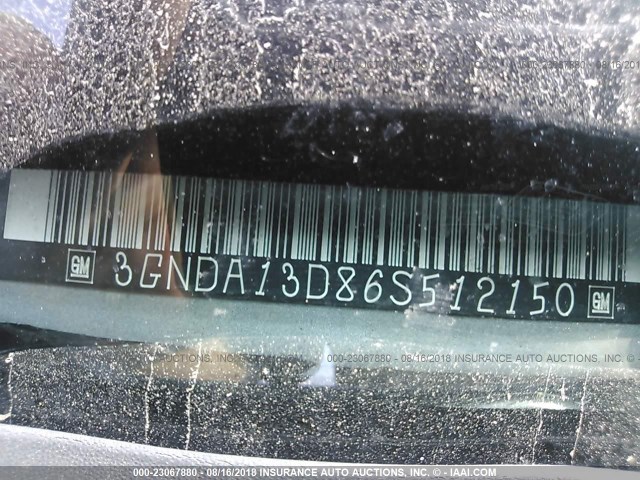 GM 3GNDA13D86S512150 GM
000-23067880 - 08/16/2018 INSURANCE AUTO AUCTIONS, INC.
000-23067880 - 08/16/2018 INSURANCE AUTO AUCTIONS, INC. - IAAI.COM